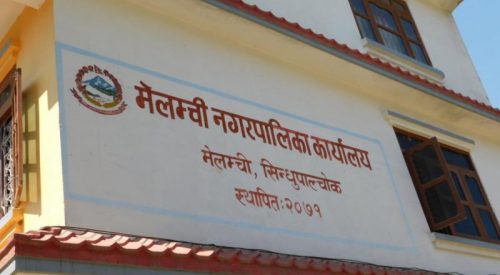 मेलम्ची नगरपालिका कार्यालय
मेलम्ची, सिन्धुपाल्चोक
स्थापित:२०७१